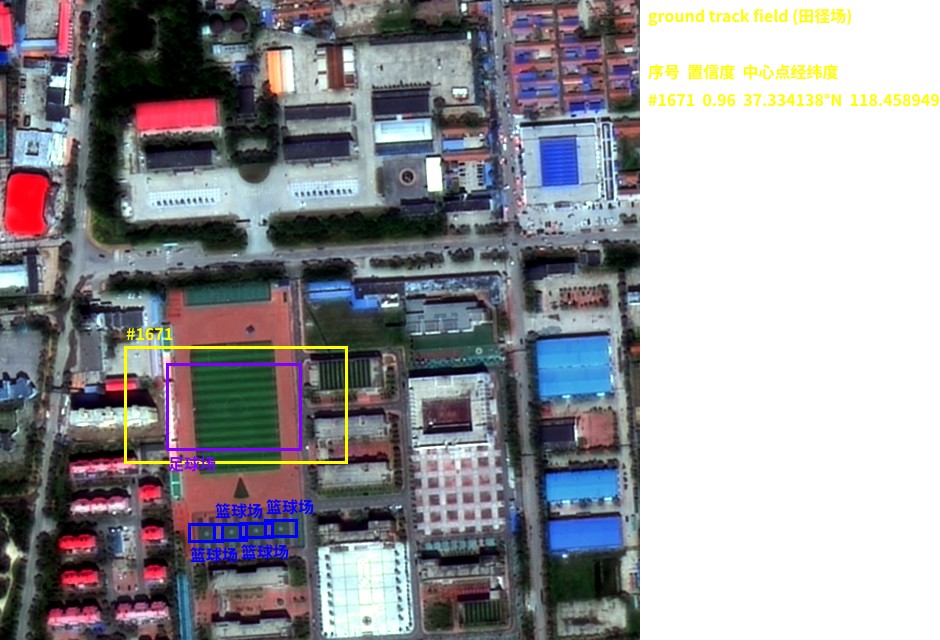 ground track field (田径场)
序号 置信度 中心点经纬度
#1671 0.96 37.334138°N 118.458949
#1671
足球场
篮球场 篮球场
篮球场 篮球场